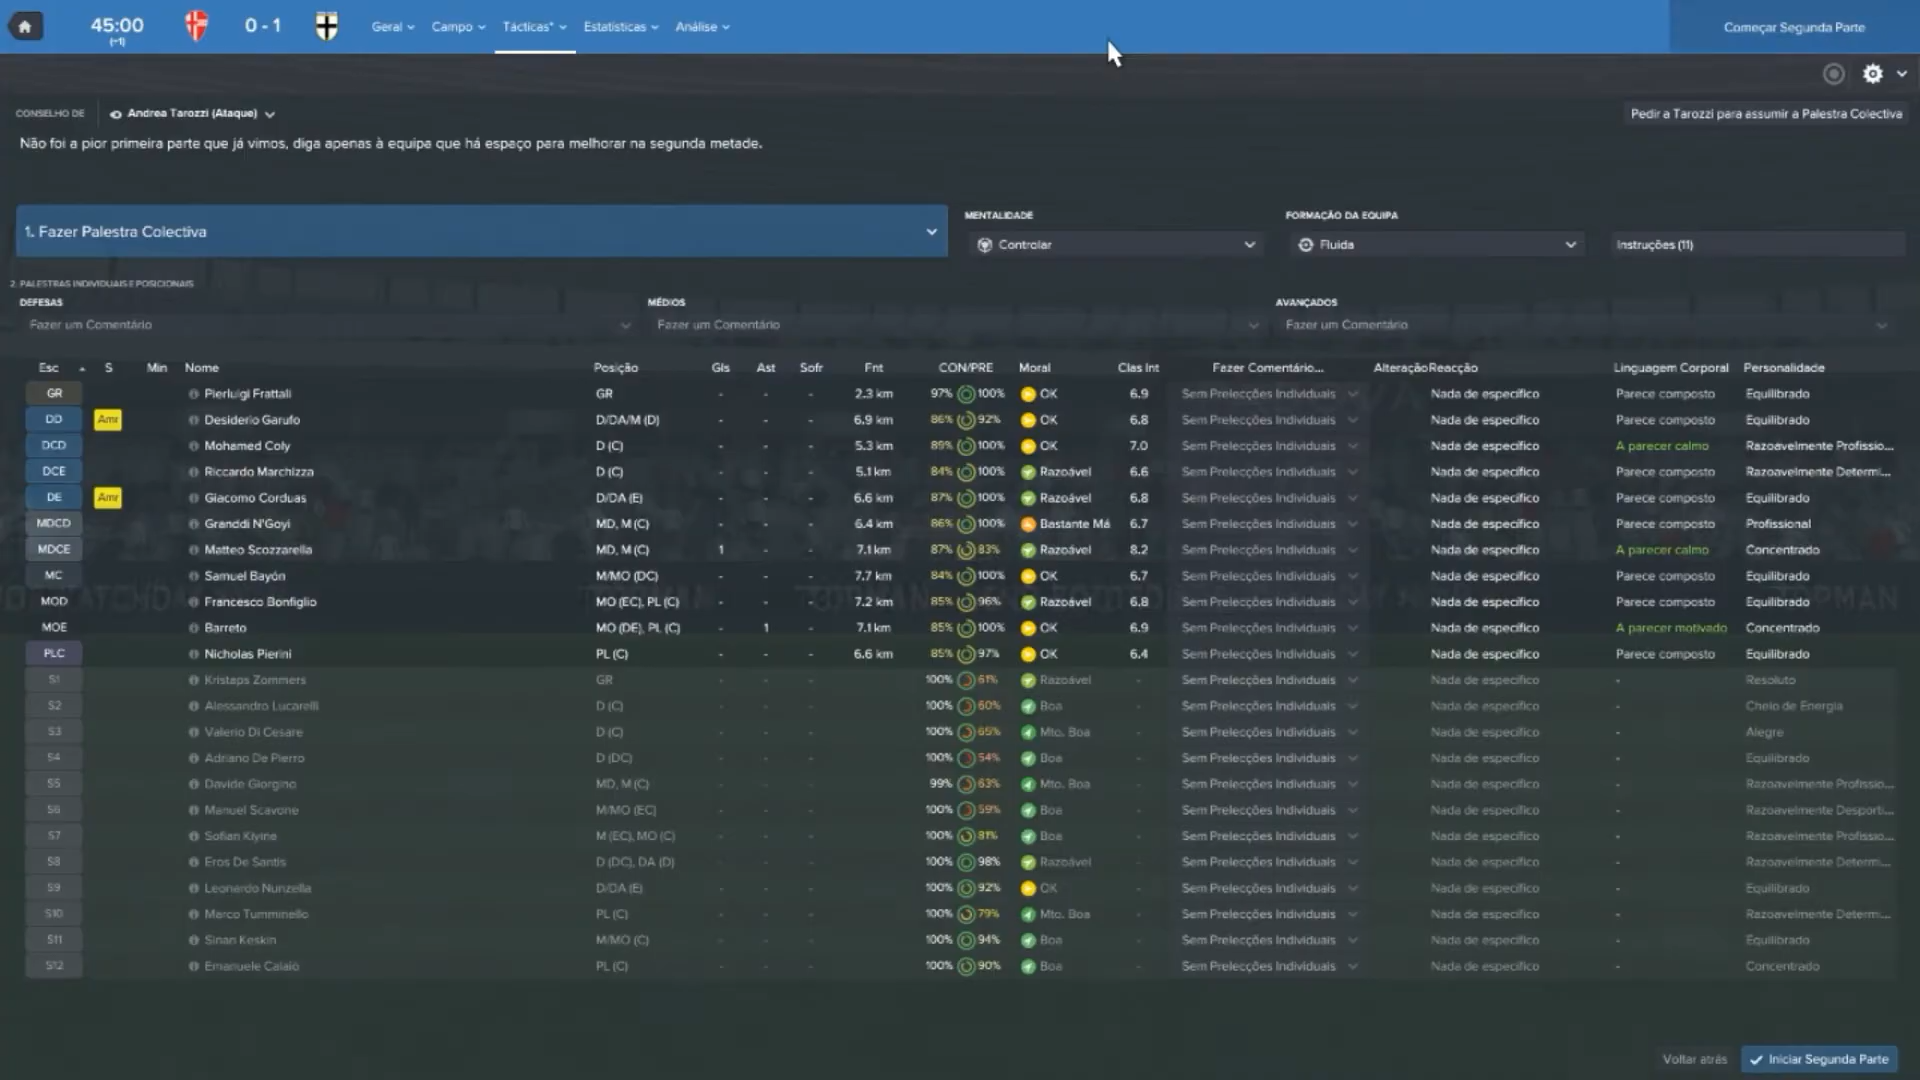 45:00
(+1)
0 - 1
Geral
Campo
Tácticas*
Estatísticas
Análise
Começar Segunda Parte
CONSELHO DE
Andrea Tarozzi (Ataque)
Pedir a Tarozzi para assumir a Palestra Colectiva
Não foi a pior primeira parte que já vimos, diga apenas à equipa que há espaço para melhorar na segunda metade.
1. Fazer Palestra Colectiva
MENTALIDADE
Controlar
FORMAÇÃO DA EQUIPA
Fluida
Instruções (11)
2. PALESTRAS INDIVIDUAIS E POSICIONAIS
DEFESAS MÉDIOS AVANÇADOS
Fazer um Comentário Fazer um Comentário Fazer um Comentário
Esc S Min Nome Posição Gls Ast Sofr Fnt CON/PRE Moral Clas Int Fazer Comentário... Alteração Reacção Linguagem Corporal Personalidade
GR Pierluigi Frattali GR - - - 2.3 km 97% 100% OK 6.9 Sem Prelecções Individuais Nada de específico Parece composto Equilibrado
DD Amr Desiderio Garufo D/DA/M (D) - - - 6.9 km 86% 92% OK 6.8 Sem Prelecções Individuais Nada de específico Parece composto Equilibrado
DCD Mohamed Coly D (C) - - - 5.3 km 89% 100% OK 7.0 Sem Prelecções Individuais Nada de específico A parecer calmo Razoavelmente Profissio...
DCE Riccardo Marchizza D (C) - - - 5.1 km 84% 100% Razoável 6.6 Sem Prelecções Individuais Nada de específico Parece composto Razoavelmente Determi...
DE Amr Giacomo Corduas D/DA (E) - - - 6.6 km 87% 100% Razoável 6.8 Sem Prelecções Individuais Nada de específico Parece composto Equilibrado
MDCD Granddi N'Goyi MD, M (C) - - - 6.4 km 86% 100% Bastante Má 6.7 Sem Prelecções Individuais Nada de específico Parece composto Profissional
MDCE Matteo Scozzarella MD, M (C) 1 - - 7.1 km 87% 83% Razoável 8.2 Sem Prelecções Individuais Nada de específico A parecer calmo Concentrado
MC Samuel Bayón M/MO (DC) - - - 7.7 km 84% 100% OK 6.7 Sem Prelecções Individuais Nada de específico Parece composto Equilibrado
MOD Francesco Bonfiglio MO (EC), PL (C) - - - 7.2 km 85% 96% Razoável 6.8 Sem Prelecções Individuais Nada de específico Parece composto Equilibrado
MOE Barreto MO (DE), PL (C) - 1 - 7.1 km 85% 100% OK 6.9 Sem Prelecções Individuais Nada de específico A parecer motivado Concentrado
PLC Nicholas Pierini PL (C) - - - 6.6 km 85% 97% OK 6.4 Sem Prelecções Individuais Nada de específico Parece composto Equilibrado
S1 Kristaps Zommers GR - - - 100% 61% Razoável - Sem Prelecções Individuais Nada de específico - Resoluto
S2 Alessandro Lucarelli D (C) - - - 100% 60% Boa - Sem Prelecções Individuais Nada de específico - Cheio de Energia
S3 Valerio Di Cesare D (C) - - - 100% 65% Mto. Boa - Sem Prelecções Individuais Nada de específico - Alegre
S4 Adriano De Pierro D (DC) - - - 100% 54% Boa - Sem Prelecções Individuais Nada de específico - Equilibrado
S5 Davide Giorgino MD, M (C) - - - 99% 63% Mto. Boa - Sem Prelecções Individuais Nada de específico - Razoavelmente Profissio...
S6 Manuel Scavone M/MO (EC) - - - 100% 59% Boa - Sem Prelecções Individuais Nada de específico - Razoavelmente Desporti...
S7 Sofian Kiyine M (EC), MO (C) - - - 100% 81% Boa - Sem Prelecções Individuais Nada de específico - Razoavelmente Profissio...
S8 Eros De Santis D (DC), DA (D) - - - 100% 98% Razoável - Sem Prelecções Individuais Nada de específico - Razoavelmente Determi...
S9 Leonardo Nunzella D/DA (E) - - - 100% 92% OK - Sem Prelecções Individuais Nada de específico - Equilibrado
S10 Marco Tumminello PL (C) - - - 100% 79% Mto. Boa - Sem Prelecções Individuais Nada de específico - Razoavelmente Determi...
S11 Sinan Keskin M/MO (C) - - - 100% 94% Boa - Sem Prelecções Individuais Nada de específico - Equilibrado
S12 Emanuele Calaiò PL (C) - - - 100% 90% Boa - Sem Prelecções Individuais Nada de específico - Concentrado
Voltar atrás
Iniciar Segunda Parte